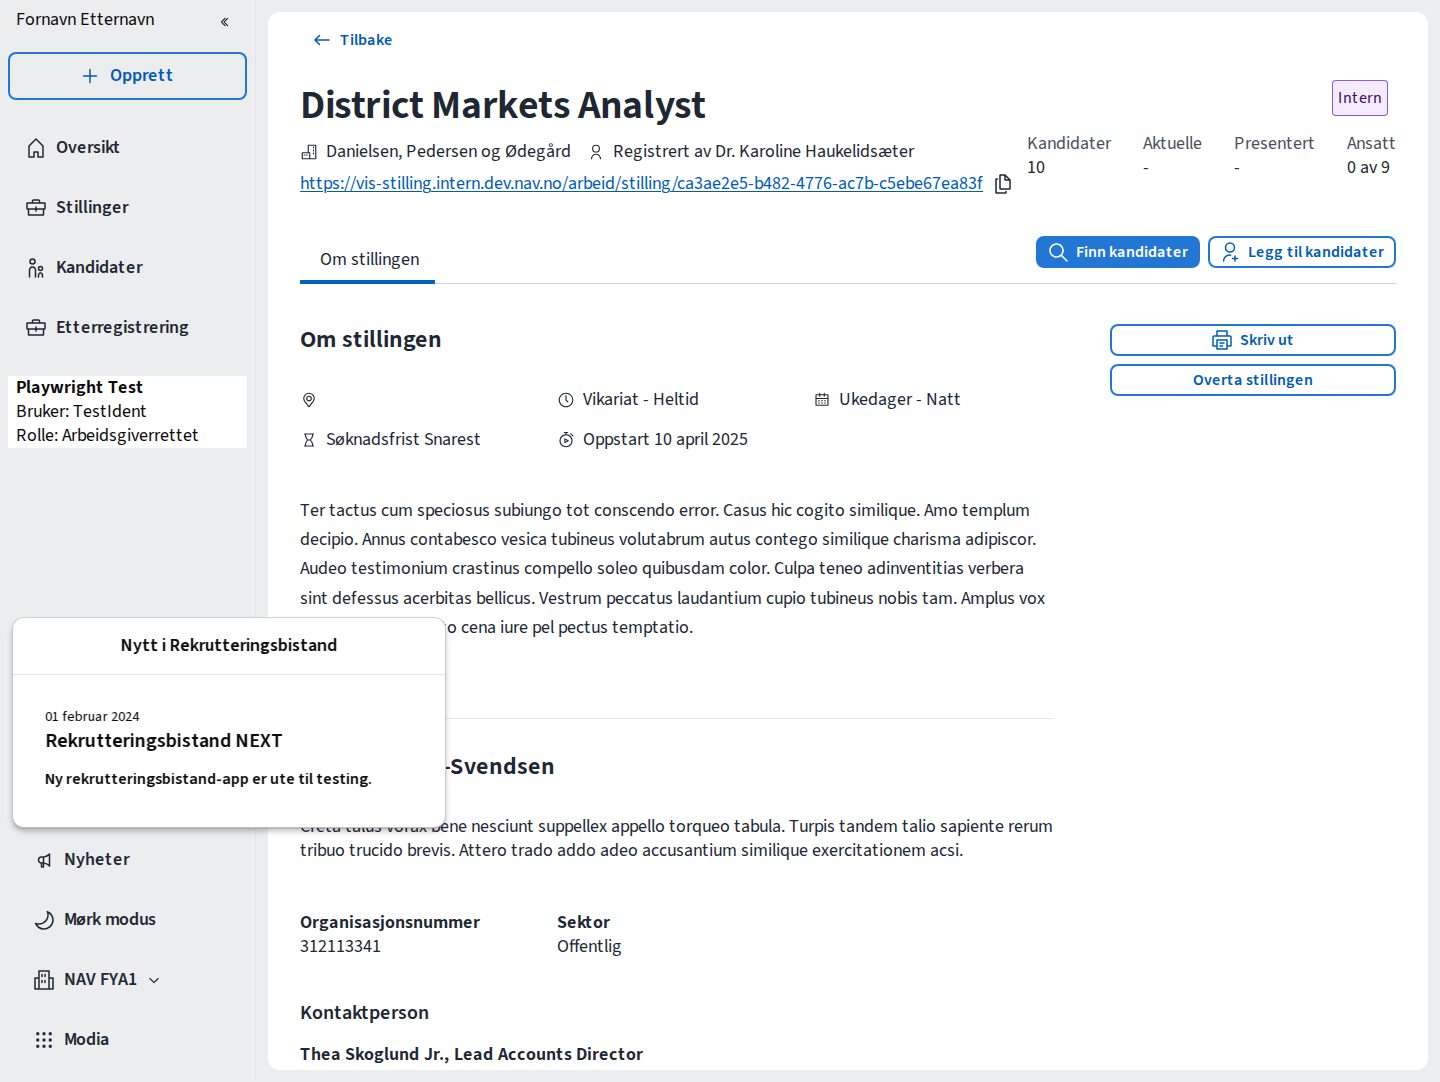 Fornavn Etternavn
Opprett
Oversikt
Stillinger
Kandidater
Etterregistrering
Playwright Test
Bruker: TestIdent
Rolle: Arbeidsgiverrettet
Nytt i Rekrutteringsbistand
01 februar 2024
Rekrutteringsbistand NEXT
Ny rekrutteringsbistand-app er ute til testing.
Nyheter
Mørk modus
NAV FYA1
Modia
Tilbake
District Markets Analyst
Intern
Danielsen, Pedersen og Ødegård
Registrert av Dr. Karoline Haukelidsæter
https://vis-stilling.intern.dev.nav.no/arbeid/stilling/ca3ae2e5-b482-4776-ac7b-c5ebe67ea83f
Kandidater
10
Aktuelle
-
Presentert
-
Ansatt
0 av 9
Om stillingen
Finn kandidater
Legg til kandidater
Om stillingen
Skriv ut
Overta stillingen
Vikariat - Heltid
Ukedager - Natt
Søknadsfrist Snarest
Oppstart 10 april 2025
Ter tactus cum speciosus subiungo tot conscendo error. Casus hic cogito similique. Amo templum
decipio. Annus contabesco vesica tubineus volutabrum autus contego similique charisma adipiscor.
Audeo testimonium crastinus compello soleo quibusdam color. Culpa teneo adinventitias verbera
sint defessus acerbitas bellicus. Vestrum peccatus laudantium cupio tubineus nobis tam. Amplus vox
cena iure pel pectus temptatio.
-Svendsen
bene nesciunt suppellex appello torqueo tabula. Turpis tandem talio sapiente rerum
tribuo trucido brevis. Attero trado addo adeo accusantium similique exercitationem acsi.
Organisasjonsnummer
312113341
Sektor
Offentlig
Kontaktperson
Thea Skoglund Jr., Lead Accounts Director